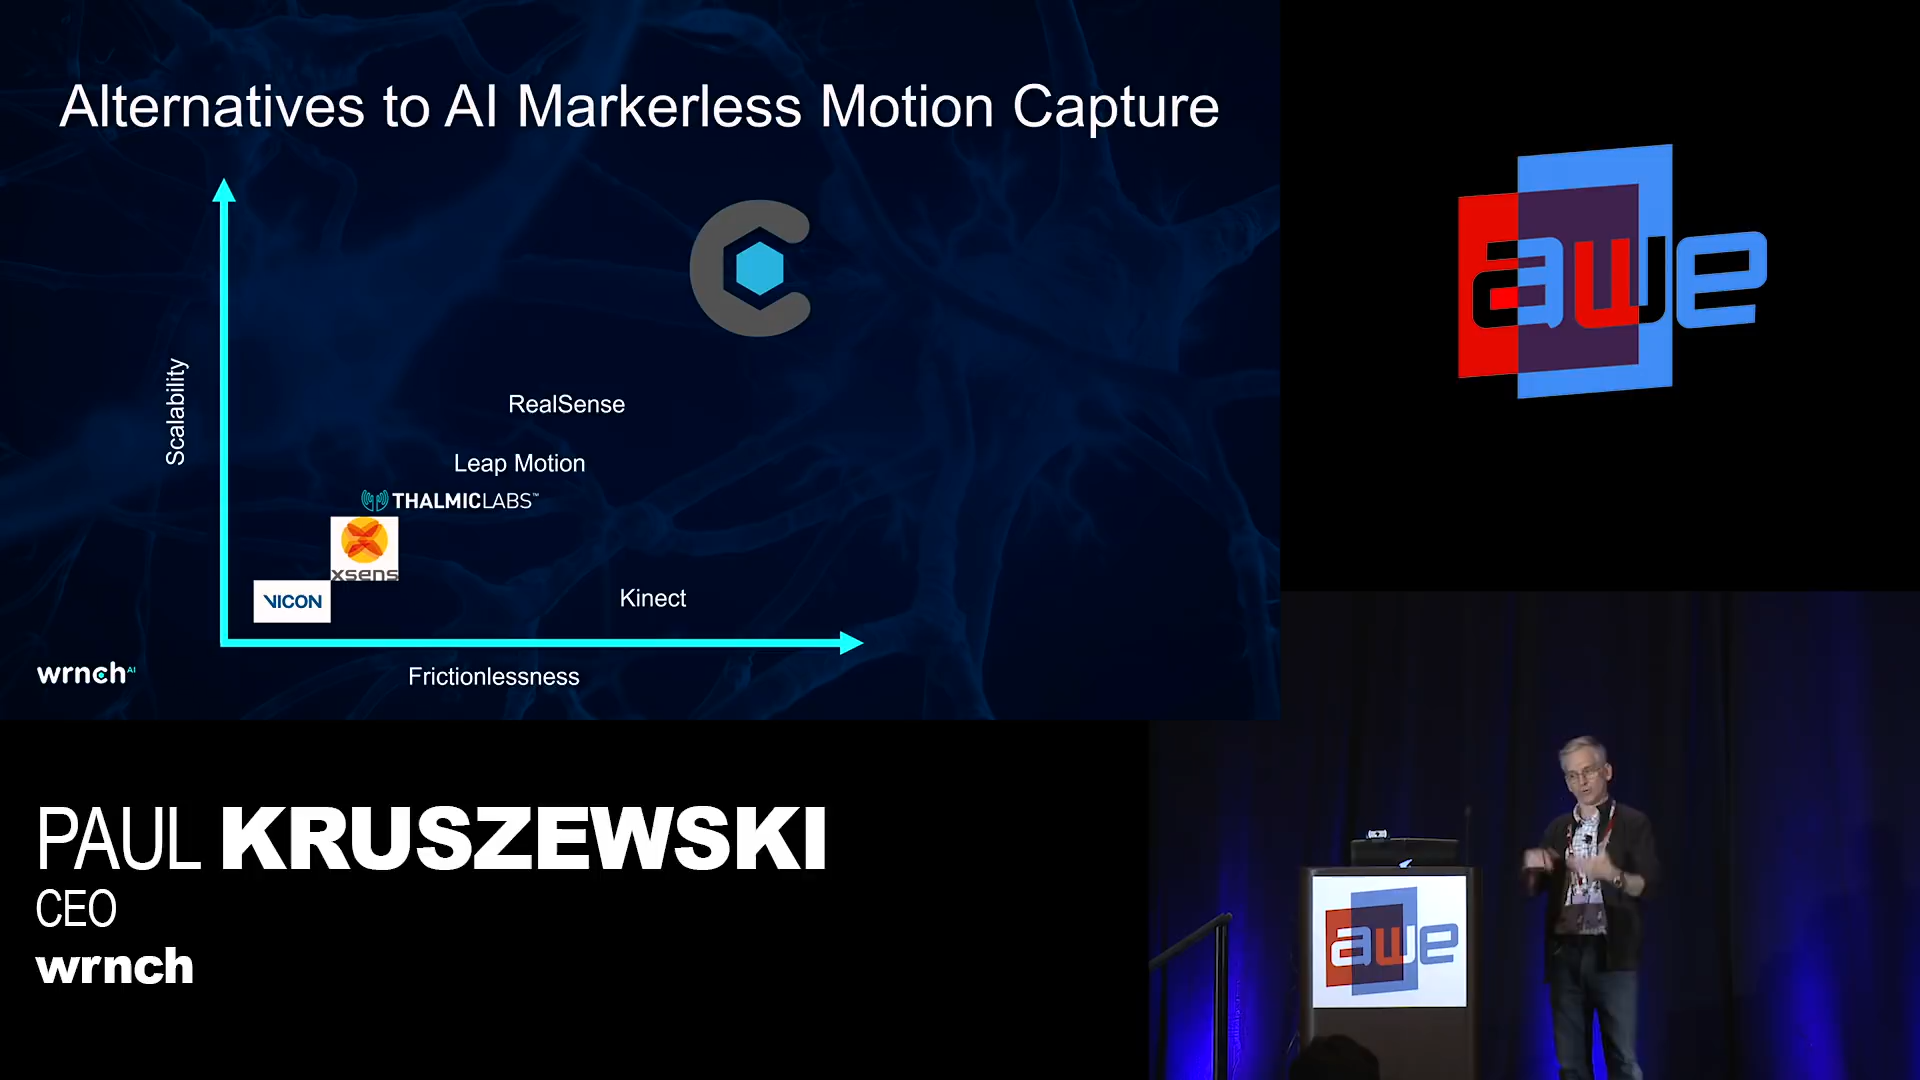 Alternatives to AI Markerless Motion Capture
Scalability
RealSense
Leap Motion
THALMICLABS™
xsens
VICON
Kinect
Frictionlessness
wrnch AI
awe
PAUL KRUSZEWSKI
CEO
wrnch
awe